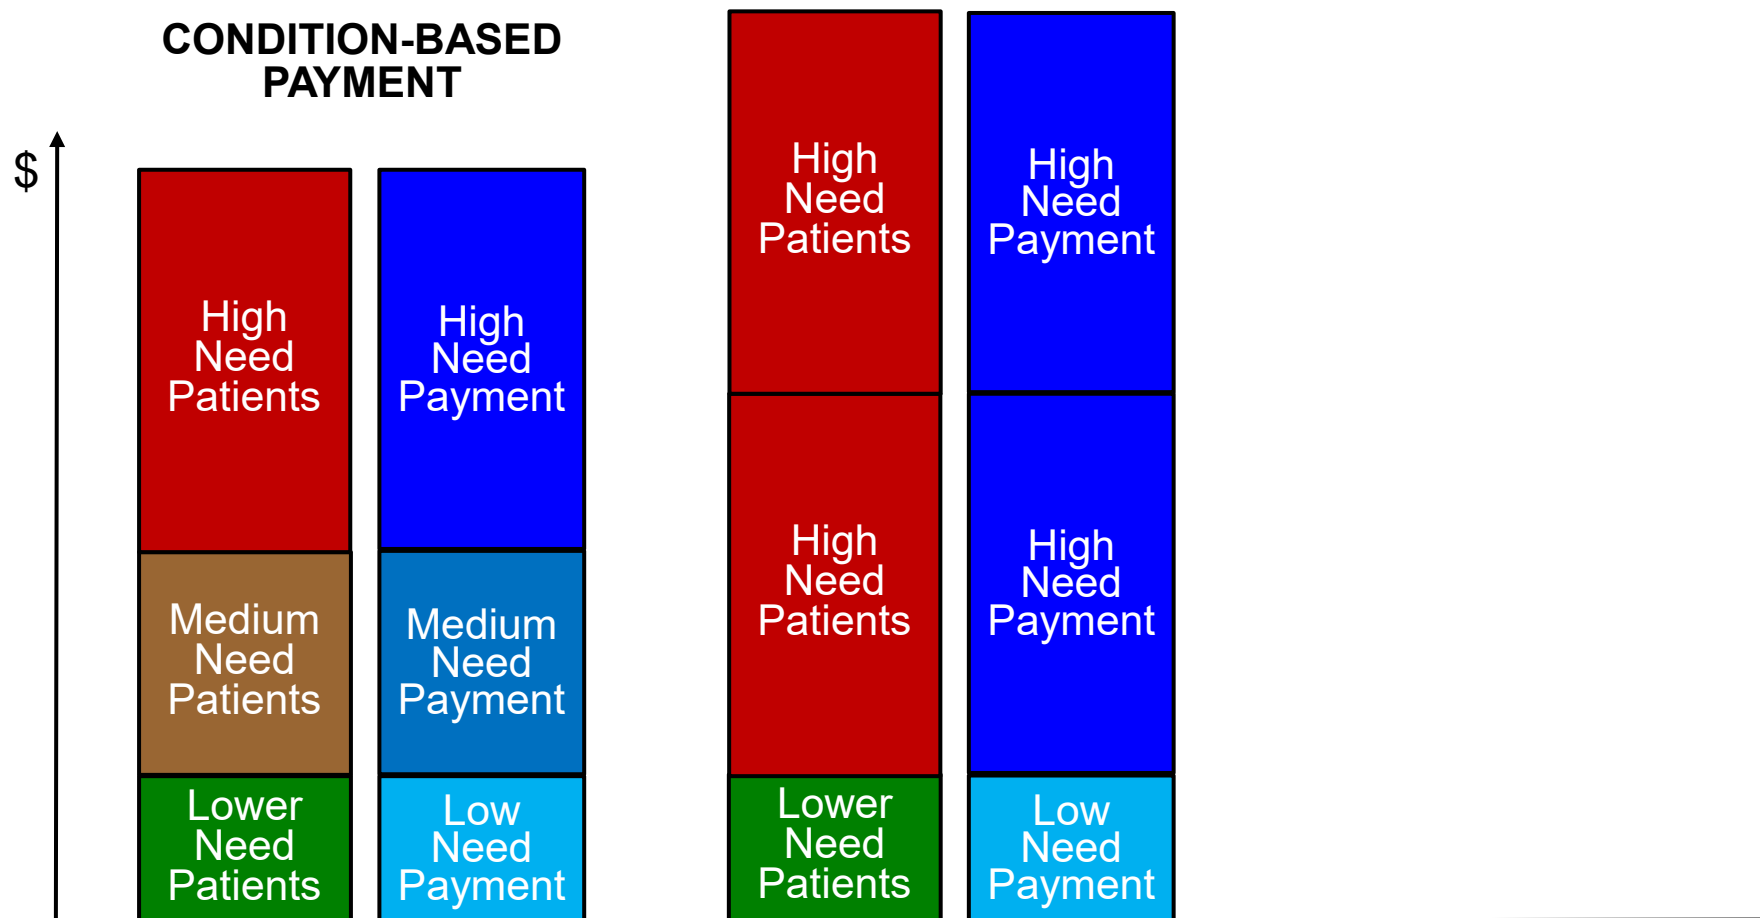 CONDITION-BASED
PAYMENT
$
High
Need
Patients
High
Need
Payment
Medium
Need
Patients
Medium
Need
Payment
Lower
Need
Patients
Low
Need
Payment
High
Need
Patients
High
Need
Payment
High
Need
Patients
High
Need
Payment
Lower
Need
Patients
Low
Need
Payment